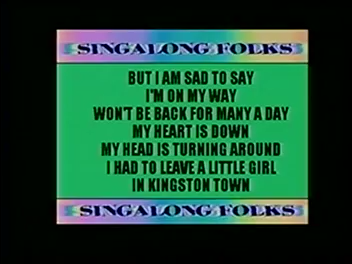 SINGALONG FOLKS
BUT I AM SAD TO SAY
I'M ON MY WAY
WON'T BE BACK FOR MANY A DAY
MY HEART IS DOWN
MY HEAD IS TURNING AROUND
I HAD TO LEAVE A LITTLE GIRL
IN KINGSTON TOWN
SINGALONG FOLKS